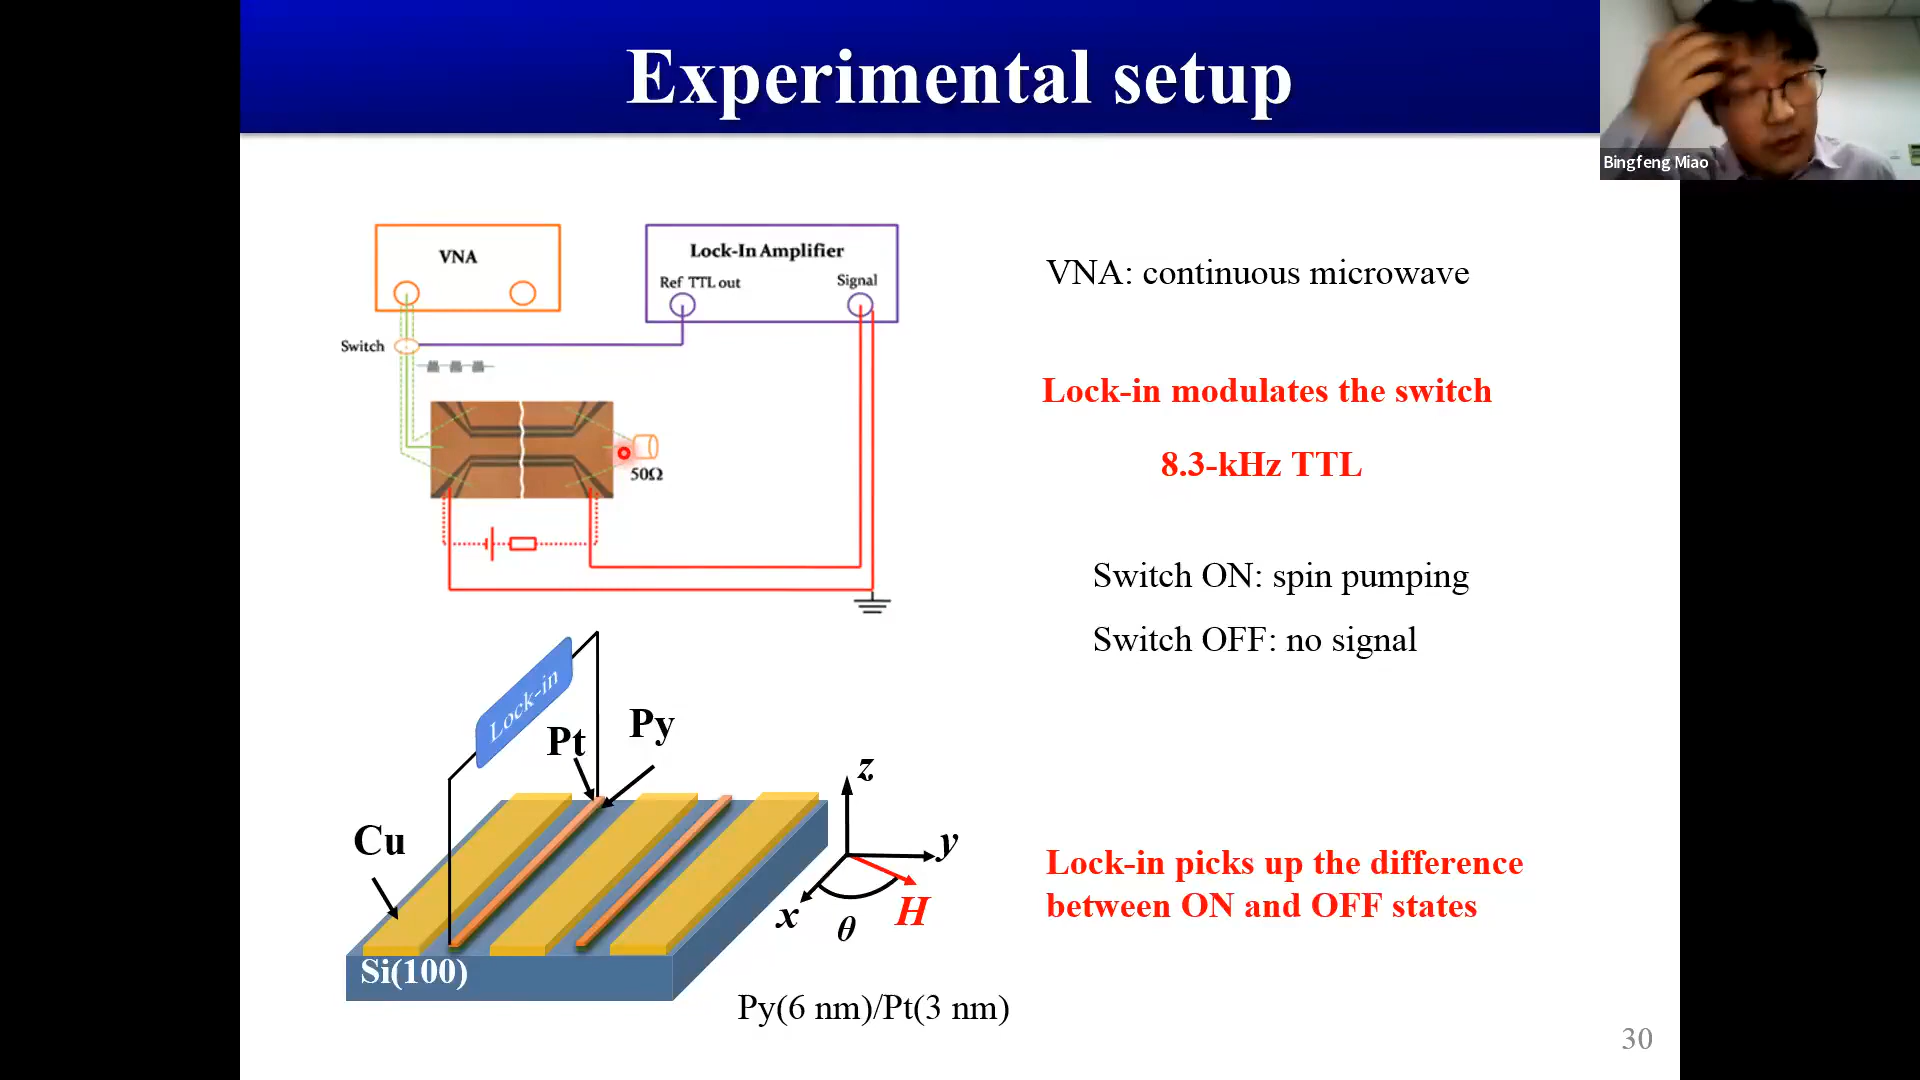 Experimental setup
Bingfeng Miao
VNA
Lock-In Amplifier
Ref TTL out
Signal
Switch
50Ω
VNA: continuous microwave
Lock-in modulates the switch
8.3-kHz TTL
Switch ON: spin pumping
Switch OFF: no signal
Lock-in
Pt
Py
Cu
z
y
x
θ
H
Si(100)
Py(6 nm)/Pt(3 nm)
Lock-in picks up the difference
between ON and OFF states
30